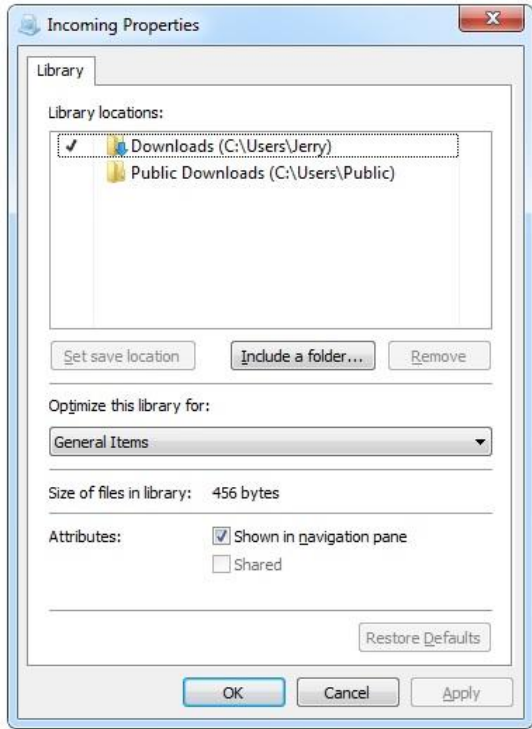 Incoming Properties
Library
Library locations:
Downloads (C:\Users\Jerry)
Public Downloads (C:\Users\Public)
Set save location Include a folder... Remove
Optimize this library for:
General Items
Size of files in library: 456 bytes
Attributes: Shown in navigation pane
Shared
Restore Defaults
OK Cancel Apply